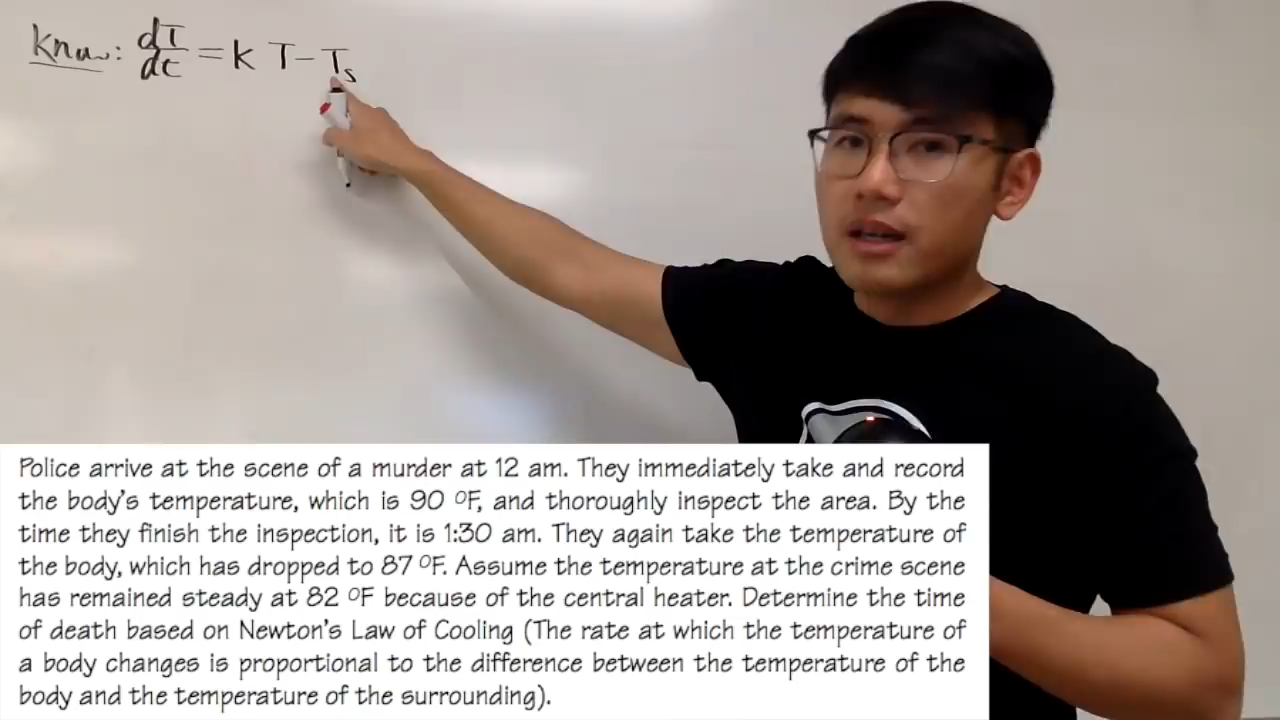 know: dT/dt = k T - Ts
Police arrive at the scene of a murder at 12 am. They immediately take and record
the body's temperature, which is 90 ºF, and thoroughly inspect the area. By the
time they finish the inspection, it is 1:30 am. They again take the temperature of
the body, which has dropped to 87 ºF. Assume the temperature at the crime scene
has remained steady at 82 ºF because of the central heater. Determine the time
of death based on Newton's Law of Cooling (The rate at which the temperature of
a body changes is proportional to the difference between the temperature of the
body and the temperature of the surrounding).